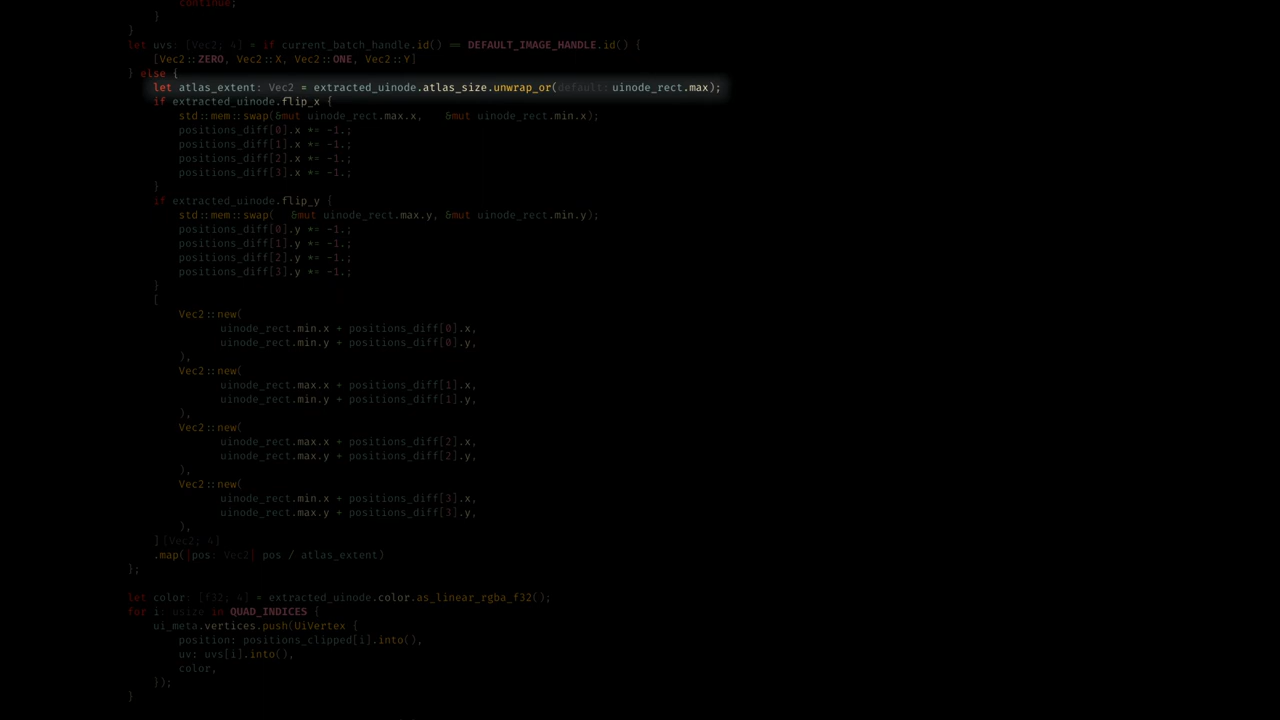 continue;
}
}
let uvs: [Vec2; 4] = if current_batch_handle.id() == DEFAULT_IMAGE_HANDLE.id() {
[Vec2::ZERO, Vec2::X, Vec2::ONE, Vec2::Y]
} else {
let atlas_extent: Vec2 = extracted_uinode.atlas_size.unwrap_or(default: uinode_rect.max);
if extracted_uinode.flip_x {
std::mem::swap(&mut uinode_rect.max.x, &mut uinode_rect.min.x);
positions_diff[0].x *= -1.;
positions_diff[1].x *= -1.;
positions_diff[2].x *= -1.;
positions_diff[3].x *= -1.;
}
if extracted_uinode.flip_y {
std::mem::swap( &mut uinode_rect.max.y, &mut uinode_rect.min.y);
positions_diff[0].y *= -1.;
positions_diff[1].y *= -1.;
positions_diff[2].y *= -1.;
positions_diff[3].y *= -1.;
}
[
Vec2::new(
uinode_rect.min.x + positions_diff[0].x,
uinode_rect.min.y + positions_diff[0].y,
),
Vec2::new(
uinode_rect.max.x + positions_diff[1].x,
uinode_rect.min.y + positions_diff[1].y,
),
Vec2::new(
uinode_rect.max.x + positions_diff[2].x,
uinode_rect.max.y + positions_diff[2].y,
),
Vec2::new(
uinode_rect.min.x + positions_diff[3].x,
uinode_rect.max.y + positions_diff[3].y,
),
] [Vec2; 4]
.map(|pos: Vec2| pos / atlas_extent)
};
let color: [f32; 4] = extracted_uinode.color.as_linear_rgba_f32();
for i: usize in QUAD_INDICES {
ui_meta.vertices.push(UiVertex {
position: positions_clipped[i].into(),
uv: uvs[i].into(),
color,
});
}